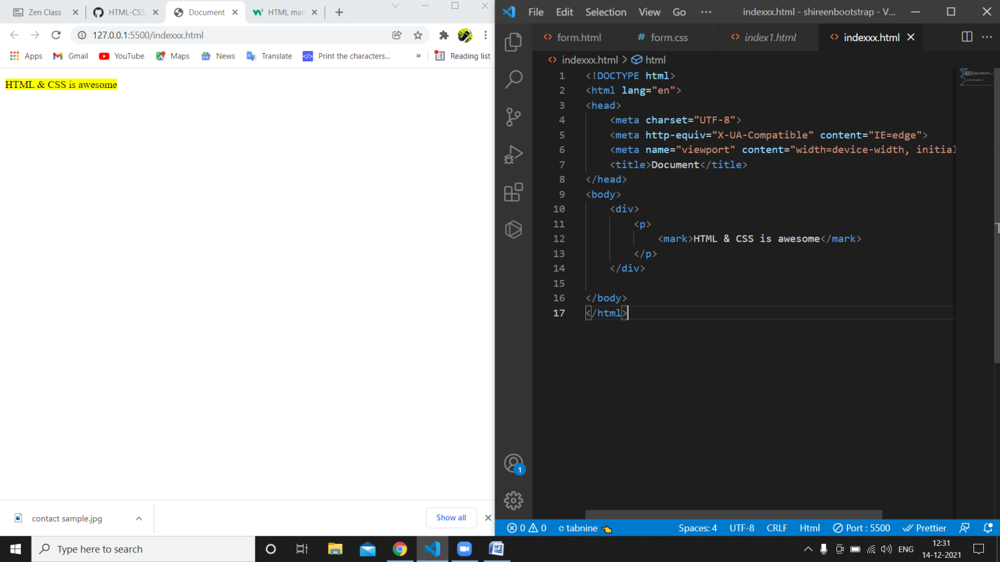 Zen Class
HTML-CSS
Document
HTML mar
127.0.0.1:5500/indexxx.html
Apps
Gmail
YouTube
Maps
News
Translate
Print the characters...
»
Reading list
HTML & CSS is awesome
contact sample.jpg
Show all
File Edit Selection View Go ··· indexxx.html - shireenbootstrap - V...
form.html
# form.css
index1.html
indexxx.html
indexxx.html > html
1 <!DOCTYPE html>
2 <html lang="en">
3 <head>
4 <meta charset="UTF-8">
5 <meta http-equiv="X-UA-Compatible" content="IE=edge">
6 <meta name="viewport" content="width=device-width, initial
7 <title>Document</title>
8 </head>
9 <body>
10 <div>
11 <p>
12 <mark>HTML & CSS is awesome</mark>
13 </p>
14 </div>
15
16 </body>
17 </html>
1
0 0 tabnine Spaces: 4 UTF-8 CRLF Html Port : 5500 Prettier
Type here to search
ENG
12:31
14-12-2021